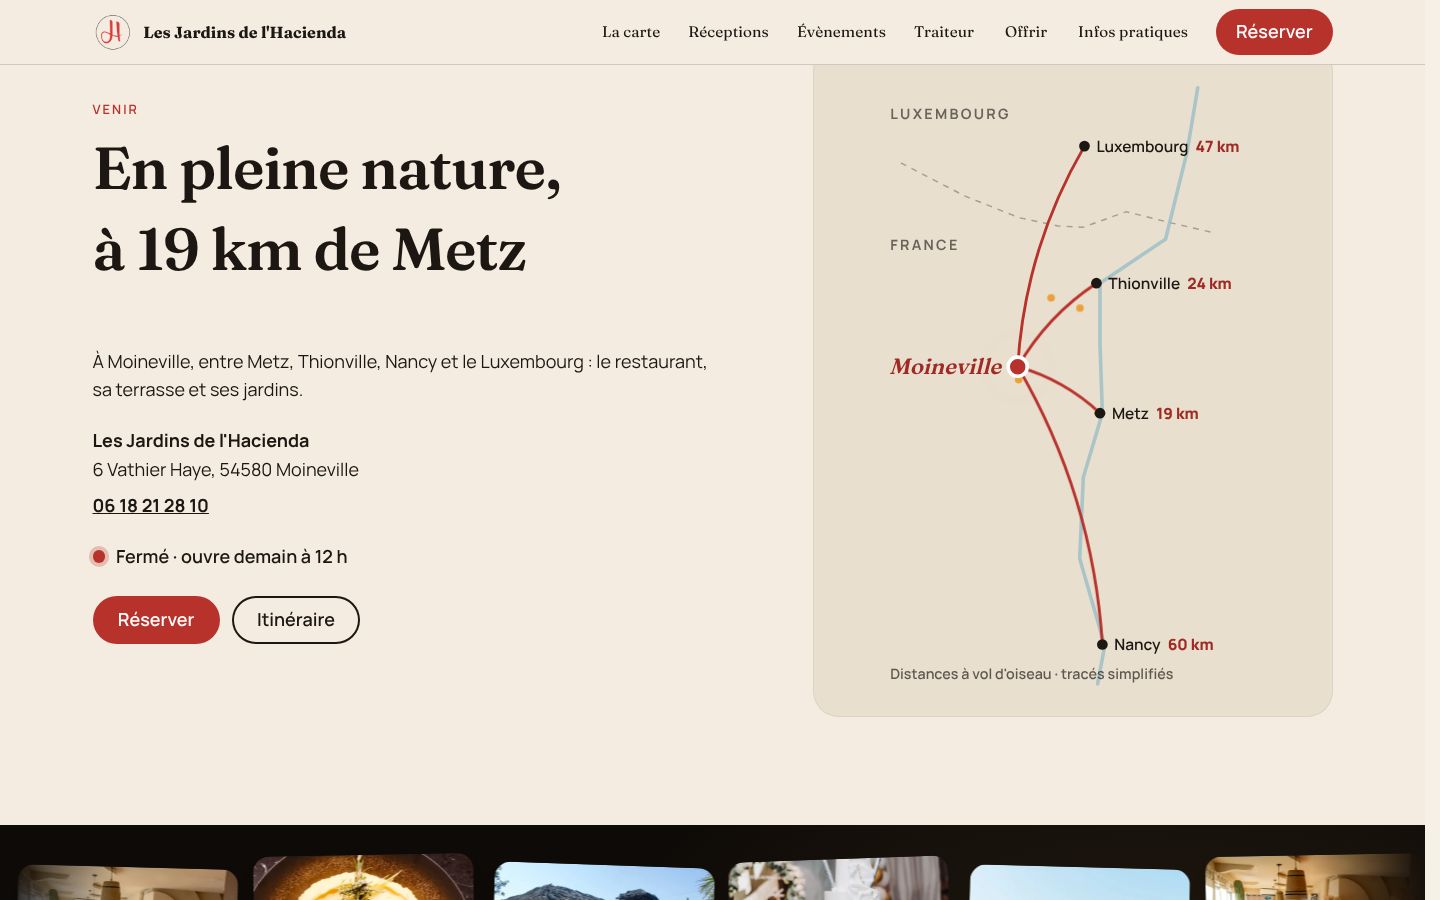 Les Jardins de l'Hacienda
La carte
Réceptions
Évènements
Traiteur
Offrir
Infos pratiques
Réserver
VENIR
En pleine nature,
à 19 km de Metz
À Moineville, entre Metz, Thionville, Nancy et le Luxembourg : le restaurant,
sa terrasse et ses jardins.
Les Jardins de l'Hacienda
6 Vathier Haye, 54580 Moineville
06 18 21 28 10
Fermé · ouvre demain à 12 h
Réserver
Itinéraire
LUXEMBOURG
Luxembourg 47 km
FRANCE
Thionville 24 km
Moineville
Metz 19 km
Nancy 60 km
Distances à vol d'oiseau · tracés simplifiés